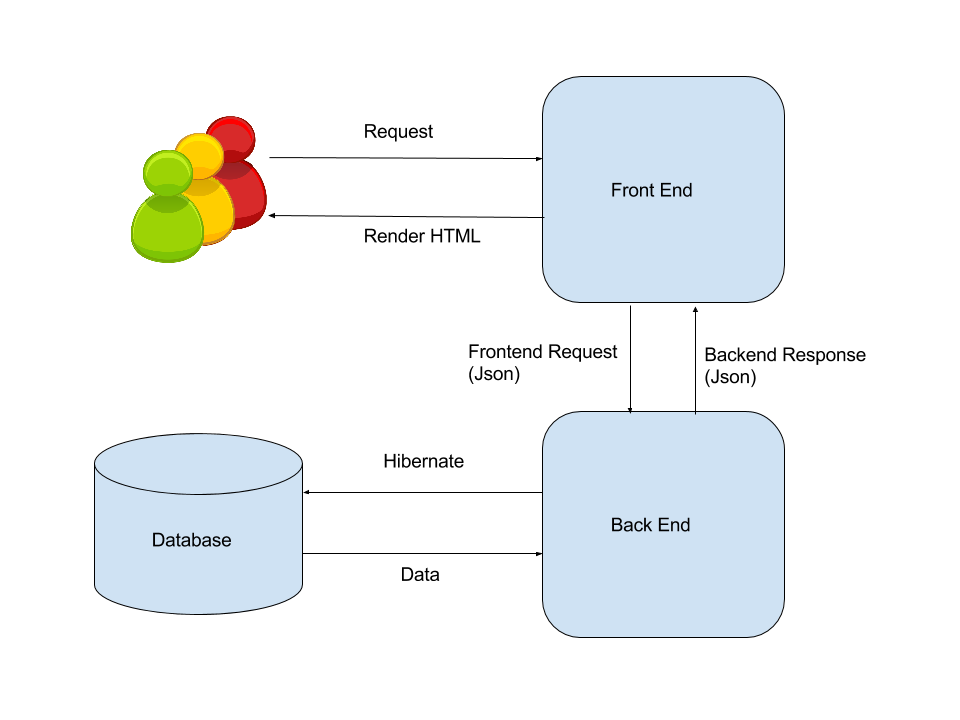 Request
Front End
Render HTML
Frontend Request
(Json)
Backend Response
(Json)
Hibernate
Back End
Database
Data